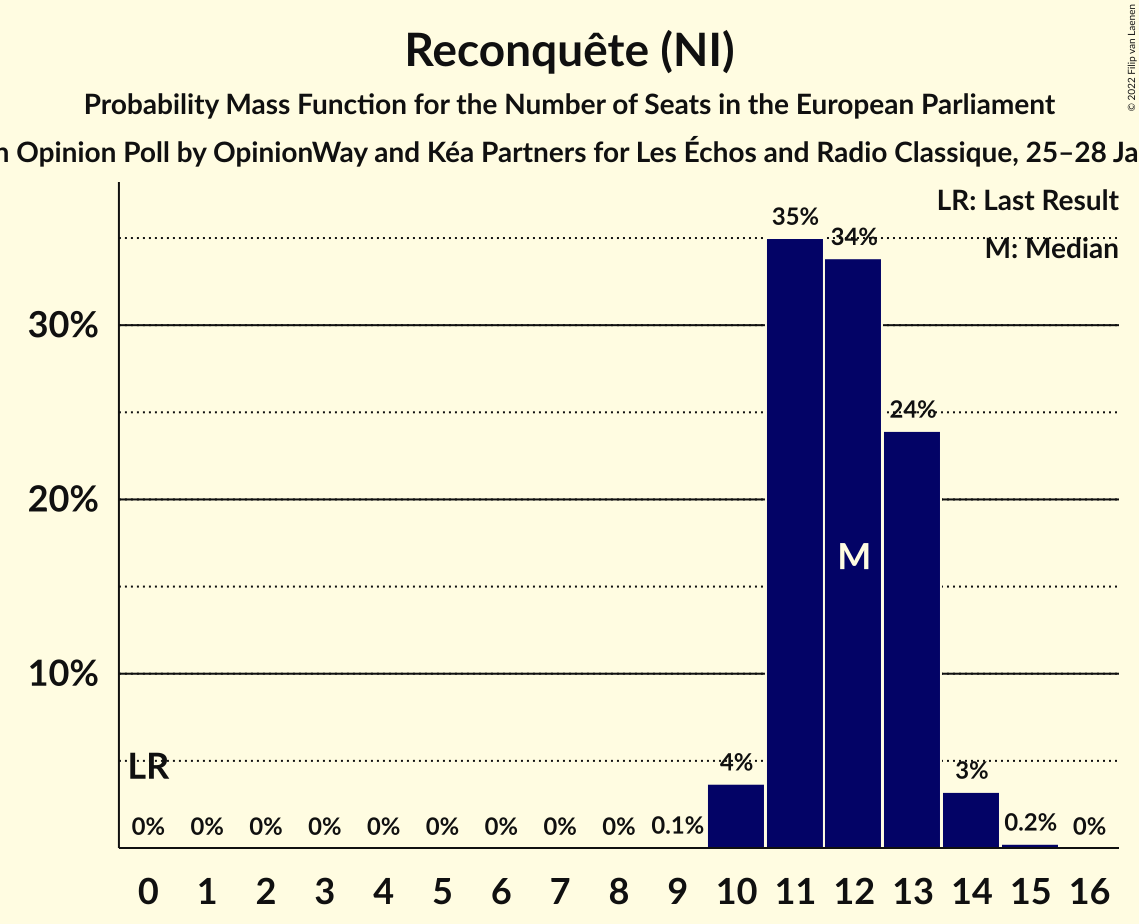 Reconquête (NI)
Probability Mass Function for the Number of Seats in the European Parliament
n Opinion Poll by OpinionWay and Kéa Partners for Les Échos and Radio Classique, 25–28 Ja
© 2022 Filip van Laenen
LR: Last Result
M: Median
35%
34%
30%
24%
20%
M
10%
LR
4%
3%
0% 0% 0% 0% 0% 0% 0% 0% 0% 0.1% 0.2% 0%
0 1 2 3 4 5 6 7 8 9 10 11 12 13 14 15 16